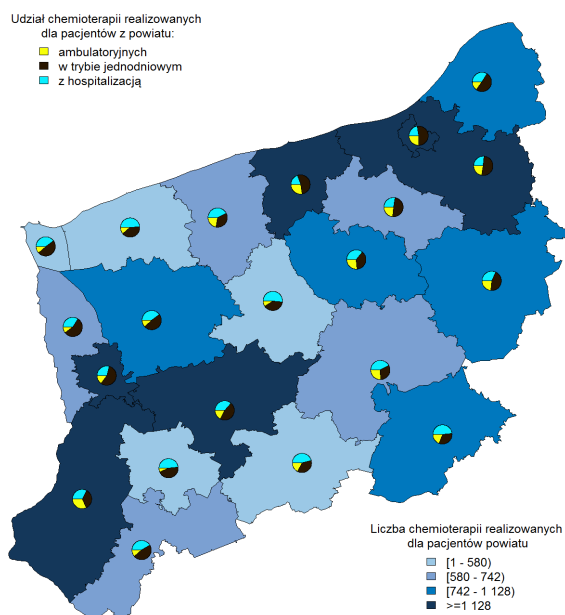 Udział chemioterapii realizowanych
dla pacjentów z powiatu:
ambulatoryjnych
w trybie jednodniowym
z hospitalizacją
Liczba chemioterapii realizowanych
dla pacjentów powiatu
[1 - 580)
[580 - 742)
[742 - 1 128)
>=1 128